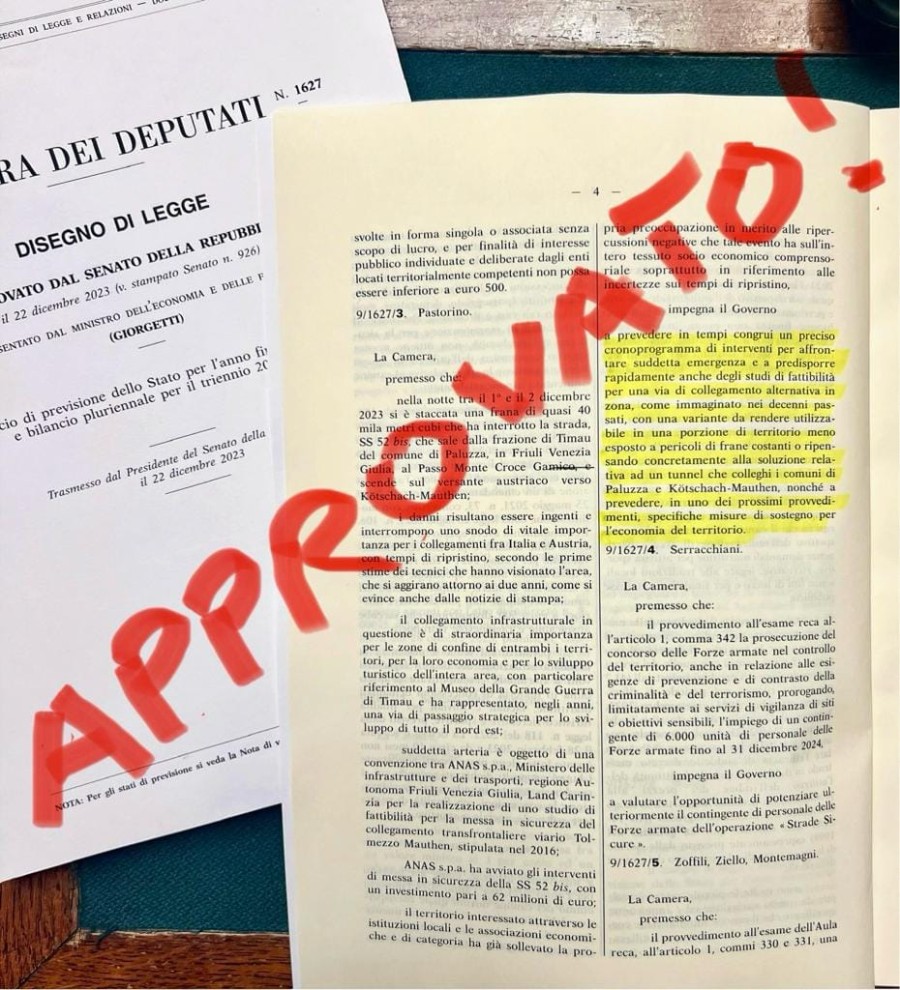 SEGNI DI LEGGE E RELAZIONI —
N. 1627
RA DEI DEPUTATI
DISEGNO DI LEGGE
OVATO DAL SENATO DELLA REPUBBI
il 22 dicembre 2023 (v. stampato Senato n. 926)
SENTATO DAL MINISTRO DELL'ECONOMIA E DELLE F
(GIORGETTI)
cio di previsione dello Stato per l'anno fin
e bilancio pluriennale per il triennio 20
Trasmesso dal Presidente del Senato della
il 22 dicembre 2023
NOTA: Per gli stati di previsione si veda la Nota di v
APPROVATO!
— 4 —
svolte in forma singola o associata senza
scopo di lucro, e per finalità di interesse
pubblico individuate e deliberate dagli enti
locati territorialmente competenti non possa
essere inferiore a euro 500.
9/1627/3. Pastorino.
La Camera,
premesso che:
nella notte tra il 1° e il 2 dicembre
2023 si è staccata una frana di quasi 40
mila metri cubi che ha interrotto la strada,
SS 52 bis, che sale dalla frazione di Timau
del comune di Paluzza, in Friuli Venezia
Giulia, al Passo Monte Croce Gamico, e
scende sul versante austriaco verso
Kötschach-Mauthen;
i danni risultano essere ingenti e
interrompono uno snodo di vitale impor-
tanza per i collegamenti fra Italia e Austria,
con tempi di ripristino, secondo le prime
stime dei tecnici che hanno visionato l'area,
che si aggirano attorno ai due anni, come si
evince anche dalle notizie di stampa;
il collegamento infrastrutturale in
questione è di straordinaria importanza
per le zone di confine di entrambi i terri-
tori, per la loro economia e per lo sviluppo
turistico dell'intera area, con particolare
riferimento al Museo della Grande Guerra
di Timau e ha rappresentato, negli anni,
una via di passaggio strategica per lo svi-
luppo di tutto il nord est;
suddetta arteria è oggetto di una
convenzione tra ANAS s.p.a., Ministero delle
infrastrutture e dei trasporti, regione Au-
tonoma Friuli Venezia Giulia, Land Carin-
zia per la realizzazione di uno studio di
fattibilità per la messa in sicurezza del
collegamento transfrontaliere viario Tol-
mezzo Mauthen, stipulata nel 2016;
ANAS s.p.a. ha avviato gli interventi
di messa in sicurezza della SS 52 bis, con
un investimento pari a 62 milioni di euro;
il territorio interessato attraverso le
istituzioni locali e le associazioni economi-
che e di categoria ha già sollevato la pro-
pria preoccupazione in merito alle riper-
cussioni negative che tale evento ha sull'in-
tero tessuto socio economico comprenso-
riale soprattutto in riferimento alle
incertezze sui tempi di ripristino,
impegna il Governo
a prevedere in tempi congrui un preciso
cronoprogramma di interventi per affron-
tare suddetta emergenza e a predisporre
rapidamente anche degli studi di fattibilità
per una via di collegamento alternativa in
zona, come immaginato nei decenni pas-
sati, con una variante da rendere utilizza-
bile in una porzione di territorio meno
esposto a pericoli di frane costanti o ripen-
sando concretamente alla soluzione rela-
tiva ad un tunnel che colleghi i comuni di
Paluzza e Kötschach-Mauthen, nonché a
prevedere, in uno dei prossimi provvedi-
menti, specifiche misure di sostegno per
l'economia del territorio.
9/1627/4. Serracchiani.
La Camera,
premesso che:
il provvedimento all'esame reca al-
l'articolo 1, comma 342 la prosecuzione del
concorso delle Forze armate nel controllo
del territorio, anche in relazione alle esi-
genze di prevenzione e di contrasto della
criminalità e del terrorismo, prorogando,
limitatamente ai servizi di vigilanza di siti
e obiettivi sensibili, l'impiego di un contin-
gente di 6.000 unità di personale delle
Forze armate fino al 31 dicembre 2024,
impegna il Governo
a valutare l'opportunità di potenziare ul-
teriormente il contingente di personale delle
Forze armate dell'operazione « Strade Si-
cure ».
9/1627/5. Zoffili, Ziello, Montemagni.
La Camera,
premesso che:
il provvedimento all'esame dell'Aula
reca, all'articolo 1, commi 330 e 331, una